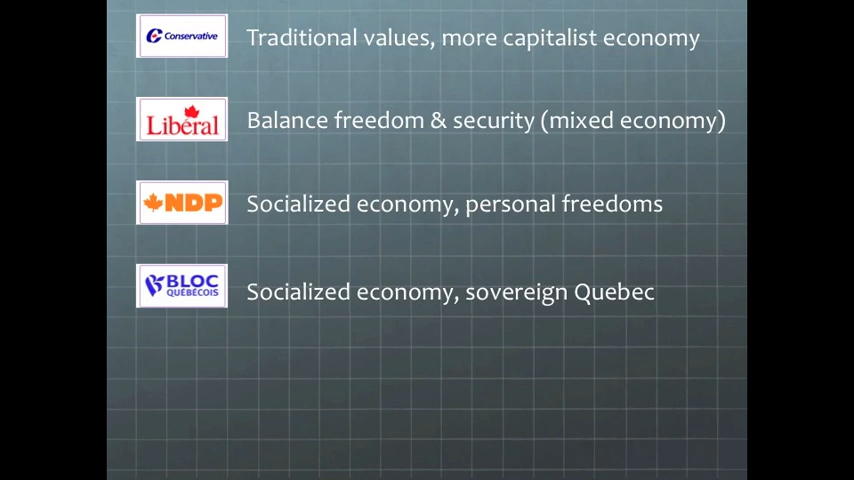 Conservative
Traditional values, more capitalist economy
Libéral
Balance freedom & security (mixed economy)
NDP
Socialized economy, personal freedoms
BLOC
QUÉBÉCOIS
Socialized economy, sovereign Quebec